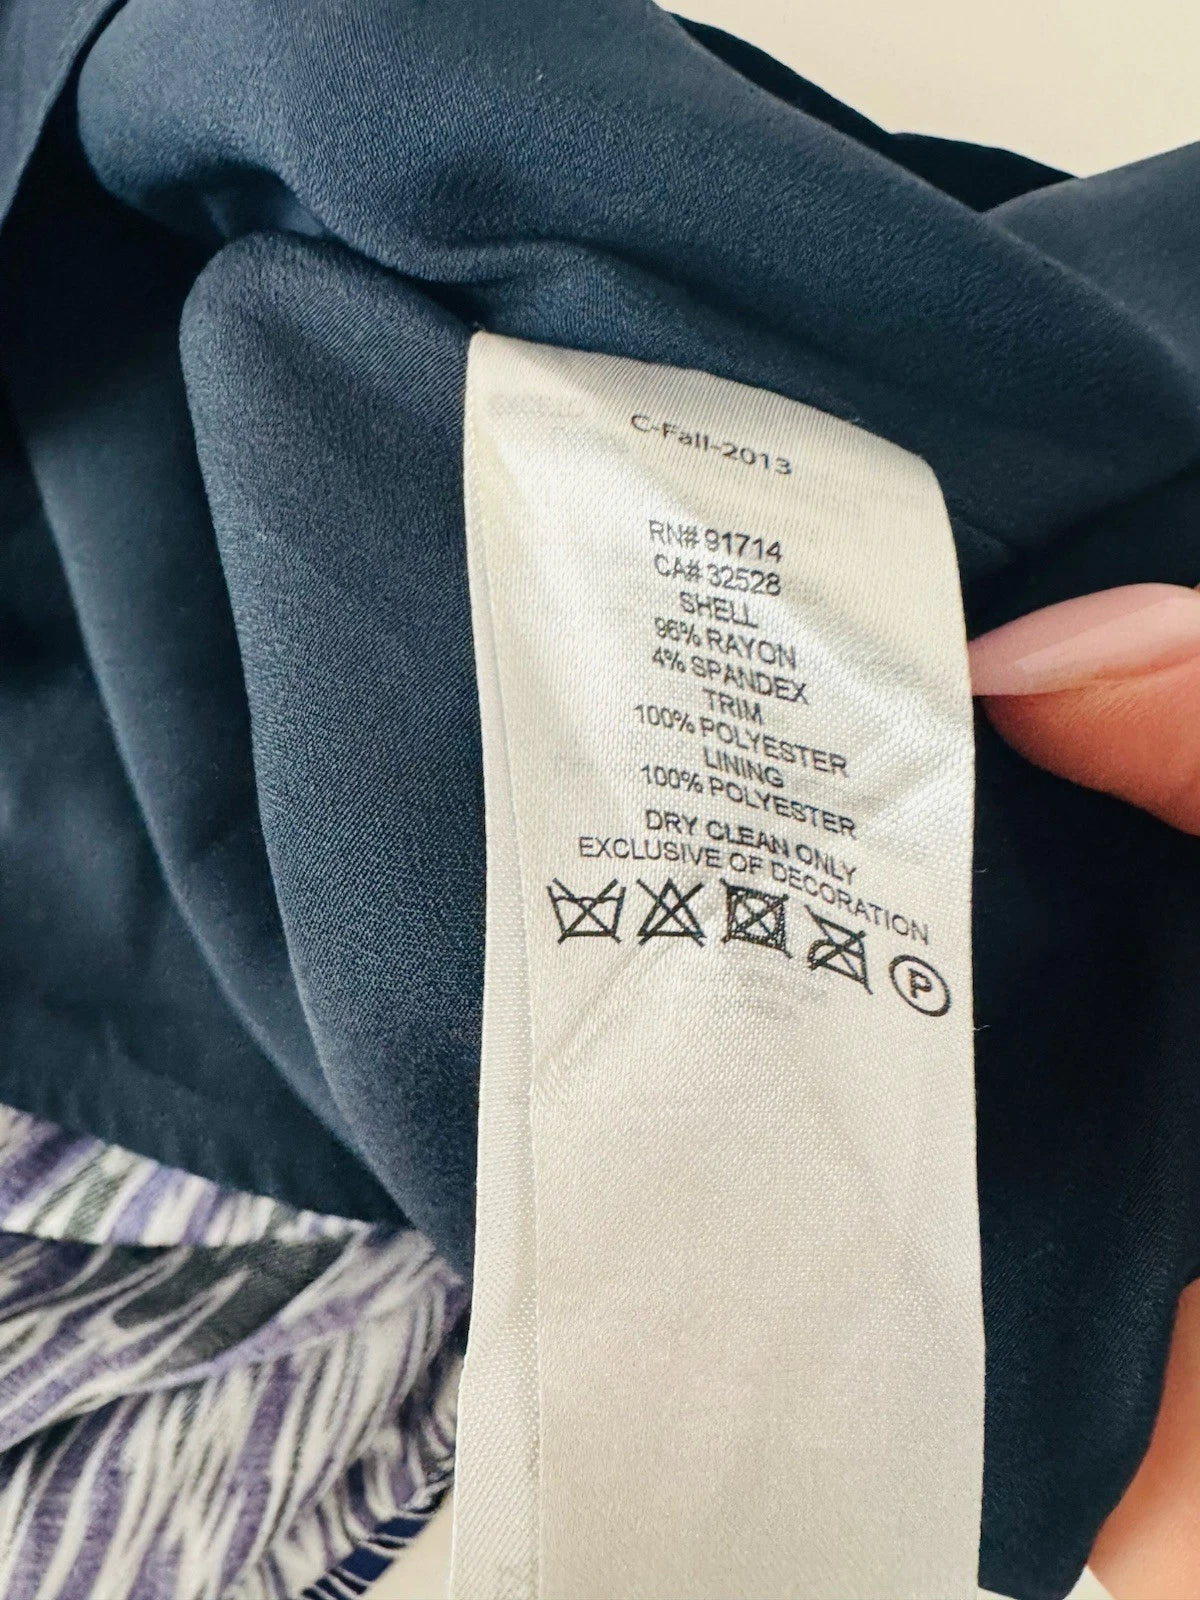 C-Fall-2013
RN# 91714
CA# 32528
SHELL
96% RAYON
4% SPANDEX
TRIM
100% POLYESTER
LINING
100% POLYESTER
DRY CLEAN ONLY
EXCLUSIVE OF DECORATION
P